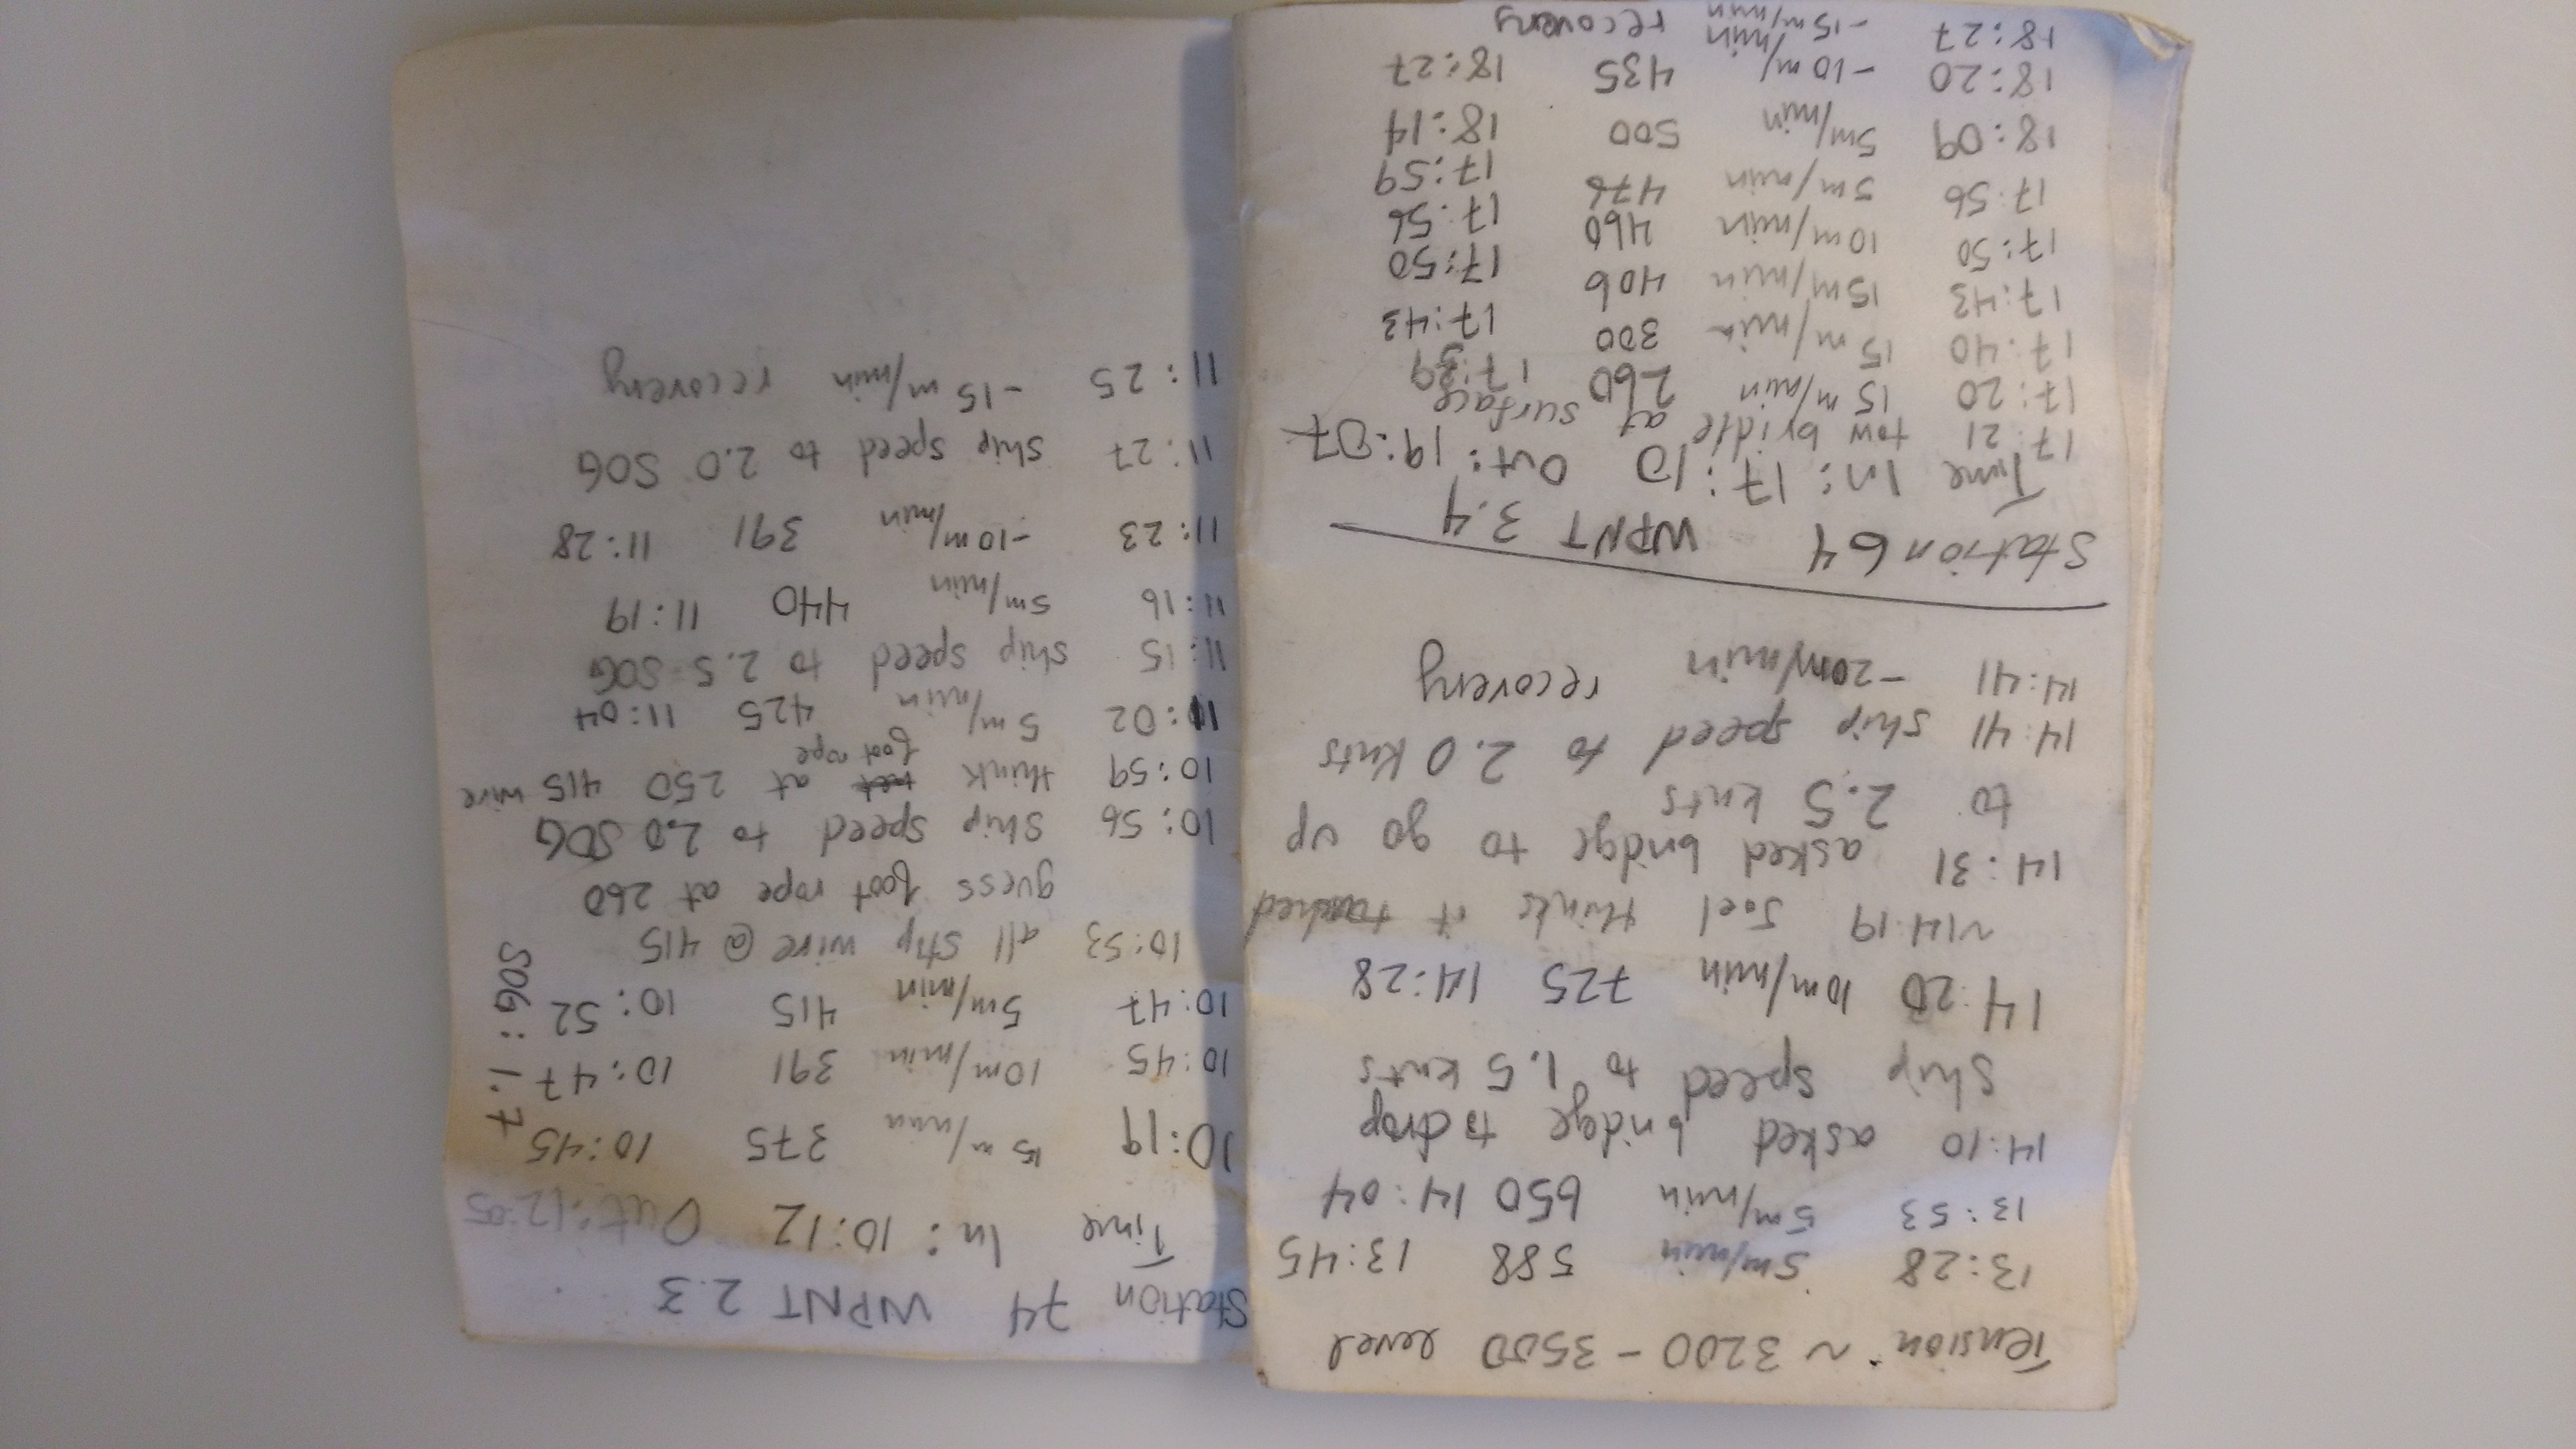 Tension ~ 3200 - 3500 level
13:28 5m/min 588 13:45
13:53 5m/min 650 14:04
14:10 asked bridge to drop
ship speed to 1.5 knts
14:20 10m/min 725 14:28
~14:19 Joel thinks it touched
14:31 asked bridge to go up
to 2.5 knts
14:41 ship speed to 2.0 Knts
14:41 -20m/min recovery
Station 64 WPNT 3.4
Time In: 17:10 Out: 19:07
17:21 tow bridle at surface
17:20 15 m/min 260 17:39
17:40 15 m/min 300 17:43
17:43 15m/min 406 17:50
17:50 10m/min 460 17:56
17:56 5m/min 476 17:59
18:09 5m/min 500 18:14
18:20 -10 m/min 435 18:27
18:27 -15m/min recovery
Station 74 WPNT 2.3
Time In: 10:12 Out: 12:05
10:19 15 m/min 375 10:45
10:45 10m/min 391 10:47
10:47 5m/min 415 10:52
SOG: 1.7
10:53 all stop wire @ 415
guess foot rope at 260
10:56 ship speed to 2.0 SOG
10:59 think net at 250 415 wire
foot rope
11:02 5 m/min 425 11:04
11:15 ship speed to 2.5 SOG
11:16 5m/min 440 11:19
11:23 -10 m/min 391 11:28
11:27 ship speed to 2.0 SOG
11:25 -15 m/min recovery